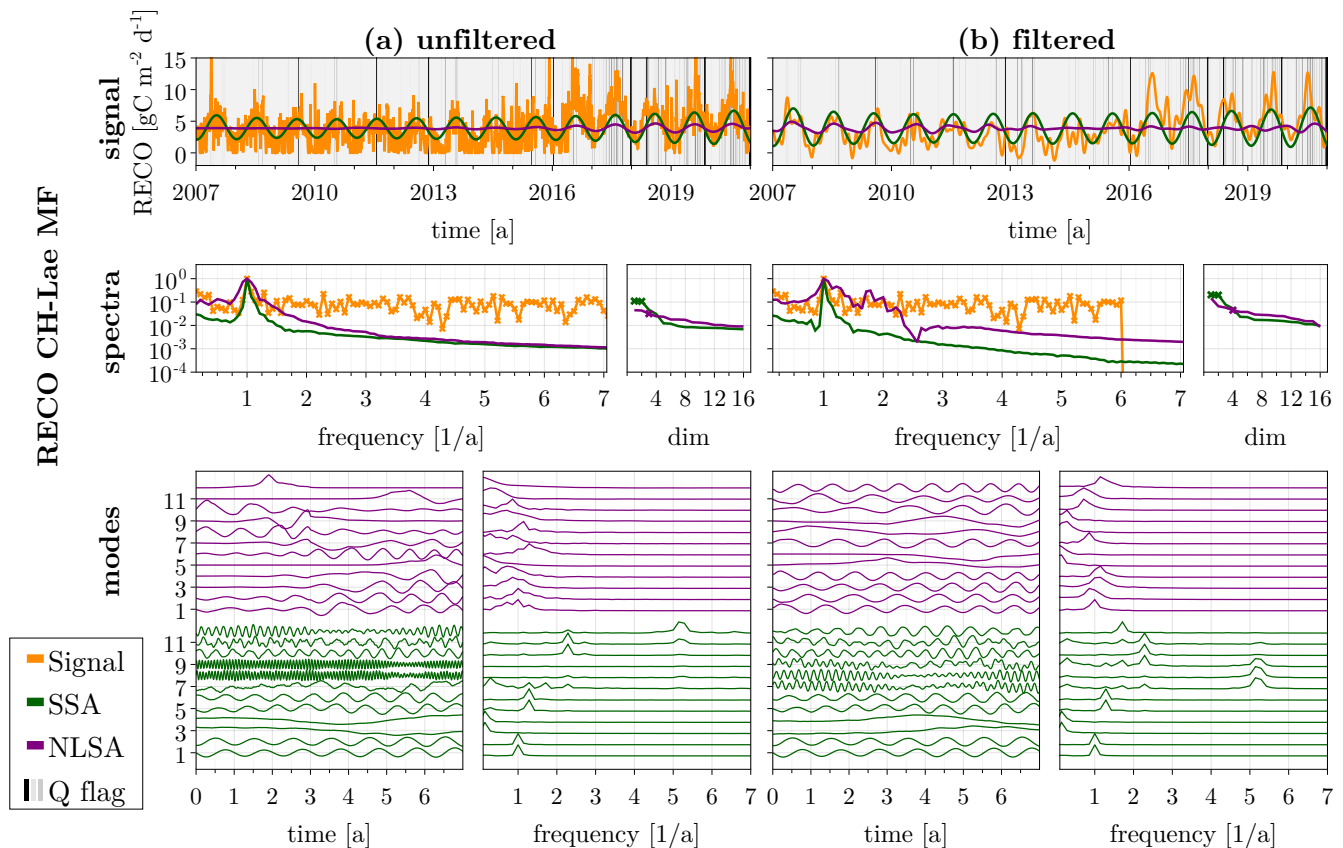 (a) unfiltered
(b) filtered
RECO CH-Lae MF
signal
RECO [gC m⁻² d⁻¹]
15
10
5
0
2007 2010 2013 2016 2019
time [a]
2007 2010 2013 2016 2019
time [a]
spectra
10⁰
10⁻¹
10⁻²
10⁻³
10⁻⁴
1 2 3 4 5 6 7
frequency [1/a]
4 8 12 16
dim
1 2 3 4 5 6 7
frequency [1/a]
4 8 12 16
dim
modes
11
9
7
5
3
1
11
9
7
5
3
1
0 1 2 3 4 5 6
time [a]
1 2 3 4 5 6 7
frequency [1/a]
0 1 2 3 4 5 6
time [a]
1 2 3 4 5 6 7
frequency [1/a]
Signal
SSA
NLSA
Q flag